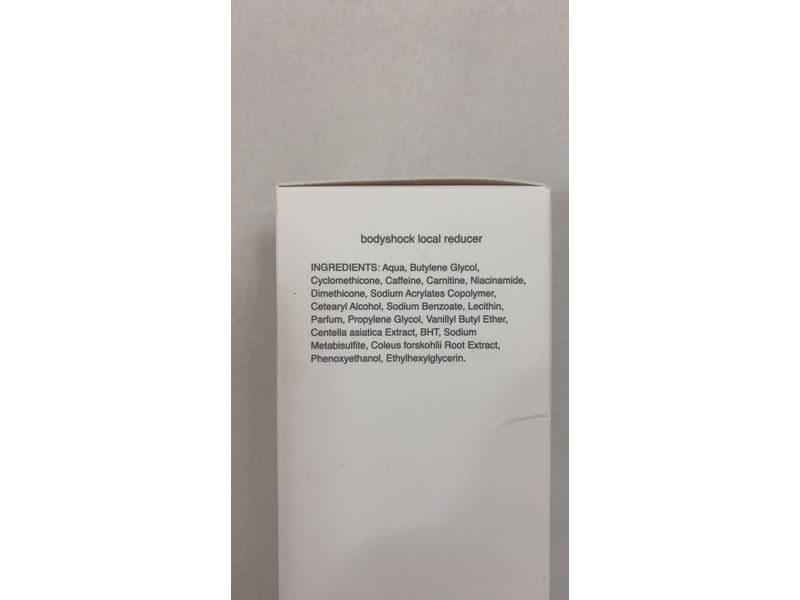 bodyshock local reducer
INGREDIENTS: Aqua, Butylene Glycol,
Cyclomethicone, Caffeine, Carnitine, Niacinamide,
Dimethicone, Sodium Acrylates Copolymer,
Cetearyl Alcohol, Sodium Benzoate, Lecithin,
Parfum, Propylene Glycol, Vanillyl Butyl Ether,
Centella asiatica Extract, BHT, Sodium
Metabisulfite, Coleus forskohlii Root Extract,
Phenoxyethanol, Ethylhexylglycerin.